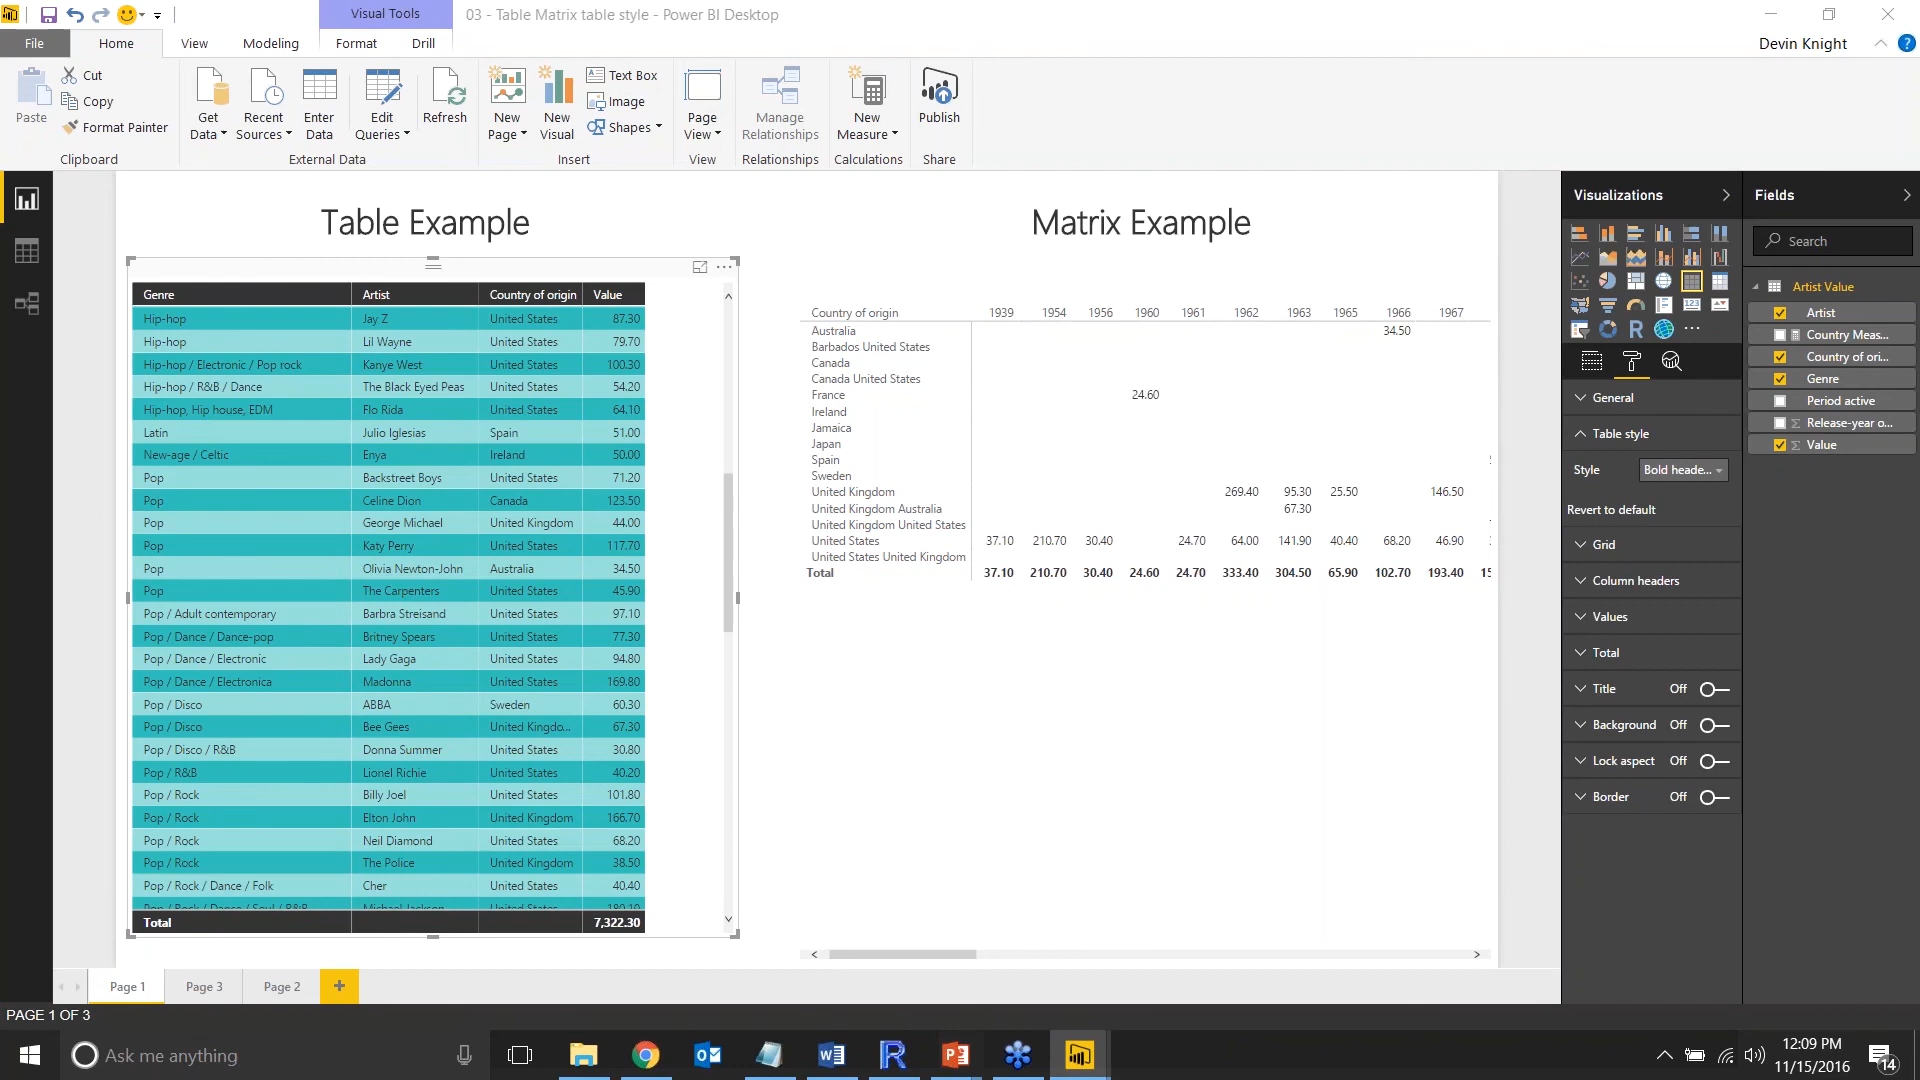 Visual Tools
03 - Table Matrix table style - Power BI Desktop
File Home View Modeling Format Drill
Devin Knight
Paste
Cut
Copy
Format Painter
Clipboard
Get Data
Recent Sources
Enter Data
Edit Queries
Refresh
External Data
New Page
New Visual
Text Box
Image
Shapes
Insert
Page View
View
Manage Relationships
Relationships
New Measure
Calculations
Publish
Share
Table Example
Genre Artist Country of origin Value
Hip-hop Jay Z United States 87.30
Hip-hop Lil Wayne United States 79.70
Hip-hop / Electronic / Pop rock Kanye West United States 100.30
Hip-hop / R&B / Dance The Black Eyed Peas United States 54.20
Hip-hop, Hip house, EDM Flo Rida United States 64.10
Latin Julio Iglesias Spain 51.00
New-age / Celtic Enya Ireland 50.00
Pop Backstreet Boys United States 71.20
Pop Celine Dion Canada 123.50
Pop George Michael United Kingdom 44.00
Pop Katy Perry United States 117.70
Pop Olivia Newton-John Australia 34.50
Pop The Carpenters United States 45.90
Pop / Adult contemporary Barbra Streisand United States 97.10
Pop / Dance / Dance-pop Britney Spears United States 77.30
Pop / Dance / Electronic Lady Gaga United States 94.80
Pop / Dance / Electronica Madonna United States 169.80
Pop / Disco ABBA Sweden 60.30
Pop / Disco Bee Gees United Kingdo... 67.30
Pop / Disco / R&B Donna Summer United States 30.80
Pop / R&B Lionel Richie United States 40.20
Pop / Rock Billy Joel United States 101.80
Pop / Rock Elton John United Kingdom 166.70
Pop / Rock Neil Diamond United States 68.20
Pop / Rock The Police United Kingdom 38.50
Pop / Rock / Dance / Folk Cher United States 40.40
Pop / Rock / Dance / Soul / R&B Michael Jackson United States 180.10
Total 7,322.30
Matrix Example
Country of origin 1939 1954 1956 1960 1961 1962 1963 1965 1966 1967
Australia 34.50
Barbados United States
Canada
Canada United States
France 24.60
Ireland
Jamaica
Japan
Spain
Sweden
United Kingdom 269.40 95.30 25.50 146.50
United Kingdom Australia 67.30
United Kingdom United States
United States 37.10 210.70 30.40 24.70 64.00 141.90 40.40 68.20 46.90
United States United Kingdom
Total 37.10 210.70 30.40 24.60 24.70 333.40 304.50 65.90 102.70 193.40 15
Visualizations
General
Table style
Style Bold heade...
Revert to default
Grid
Column headers
Values
Total
Title Off
Background Off
Lock aspect Off
Border Off
Fields
Search
Artist Value
Artist
Country Meas...
Country of ori...
Genre
Period active
Σ Release-year o...
Σ Value
Page 1 Page 3 Page 2 +
PAGE 1 OF 3
Ask me anything
12:09 PM
11/15/2016
14